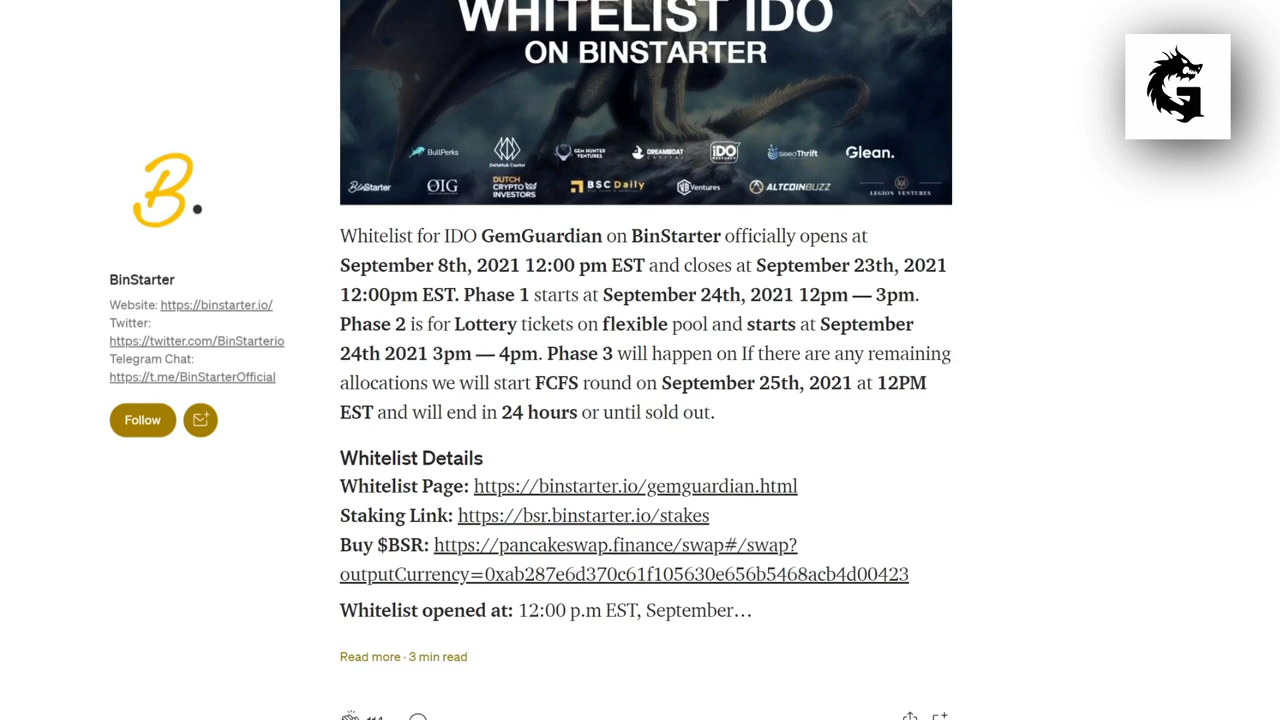 WHITELIST IDO
ON BINSTARTER
BullPerks
DeltaHub Capital
GEM HUNTER VENTURES
DREAMBOAT CAPITAL
iDO RESEARCH
SeedThrift
Glean.
BinStarter
OIG
DUTCH CRYPTO INVESTORS
BSC Daily
VBVentures
ALTCOINBUZZ
LEGION VENTURES
B.
G
BinStarter
Website: https://binstarter.io/
Twitter:
https://twitter.com/BinStarterio
Telegram Chat:
https://t.me/BinStarterOfficial
Follow
Whitelist for IDO GemGuardian on BinStarter officially opens at
September 8th, 2021 12:00 pm EST and closes at September 23th, 2021
12:00pm EST. Phase 1 starts at September 24th, 2021 12pm — 3pm.
Phase 2 is for Lottery tickets on flexible pool and starts at September
24th 2021 3pm — 4pm. Phase 3 will happen on If there are any remaining
allocations we will start FCFS round on September 25th, 2021 at 12PM
EST and will end in 24 hours or until sold out.
Whitelist Details
Whitelist Page: https://binstarter.io/gemguardian.html
Staking Link: https://bsr.binstarter.io/stakes
Buy $BSR: https://pancakeswap.finance/swap#/swap?
outputCurrency=0xab287e6d370c61f105630e656b5468acb4d00423
Whitelist opened at: 12:00 p.m EST, September…
Read more · 3 min read